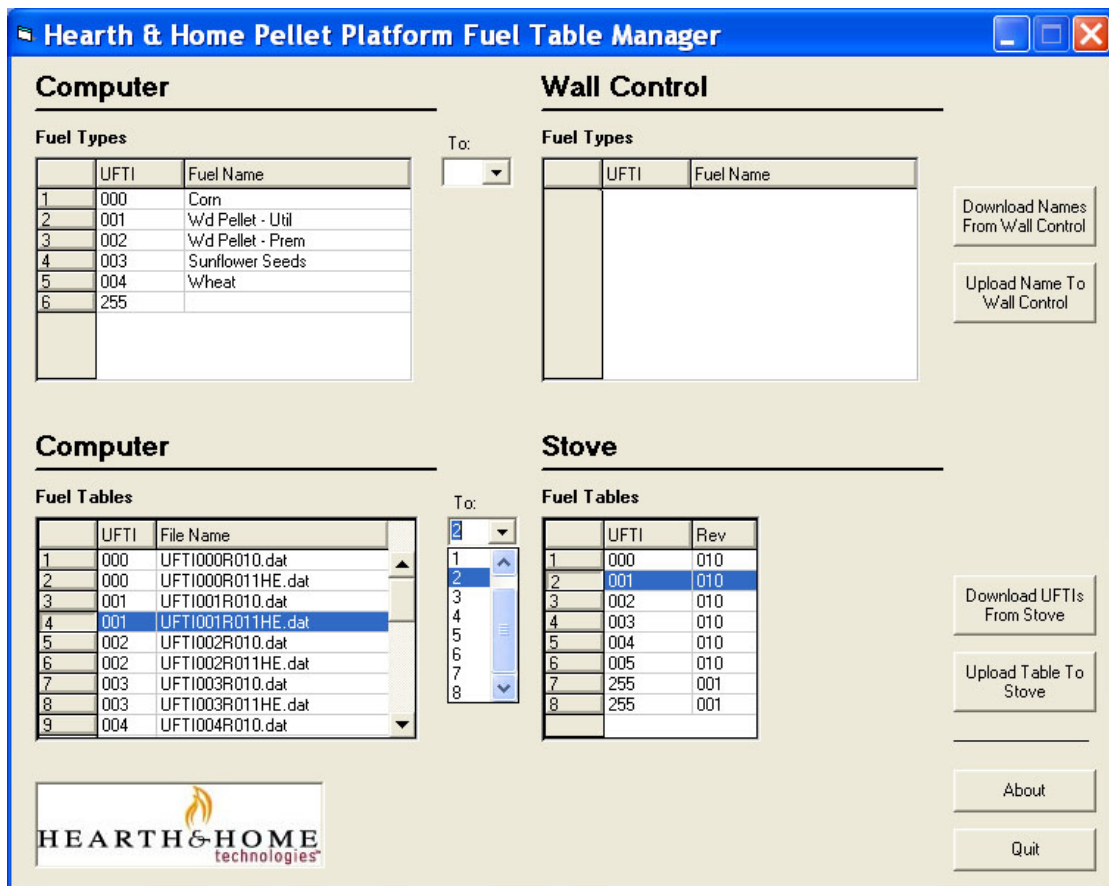 Hearth & Home Pellet Platform Fuel Table Manager
Computer
Fuel Types
UFTI Fuel Name
1 000 Corn
2 001 Wd Pellet - Util
3 002 Wd Pellet - Prem
4 003 Sunflower Seeds
5 004 Wheat
6 255
To:
Wall Control
Fuel Types
UFTI Fuel Name
Download Names
From Wall Control
Upload Name To
Wall Control
Computer
Fuel Tables
UFTI File Name
1 000 UFTI000R010.dat
2 000 UFTI000R011HE.dat
3 001 UFTI001R010.dat
4 001 UFTI001R011HE.dat
5 002 UFTI002R010.dat
6 002 UFTI002R011HE.dat
7 003 UFTI003R010.dat
8 003 UFTI003R011HE.dat
9 004 UFTI004R010.dat
To:
2
1
2
3
4
5
6
7
8
Stove
Fuel Tables
UFTI Rev
1 000 010
2 001 010
3 002 010
4 003 010
5 004 010
6 005 010
7 255 001
8 255 001
Download UFTIs
From Stove
Upload Table To
Stove
About
Quit
HEARTH&HOME
technologies™